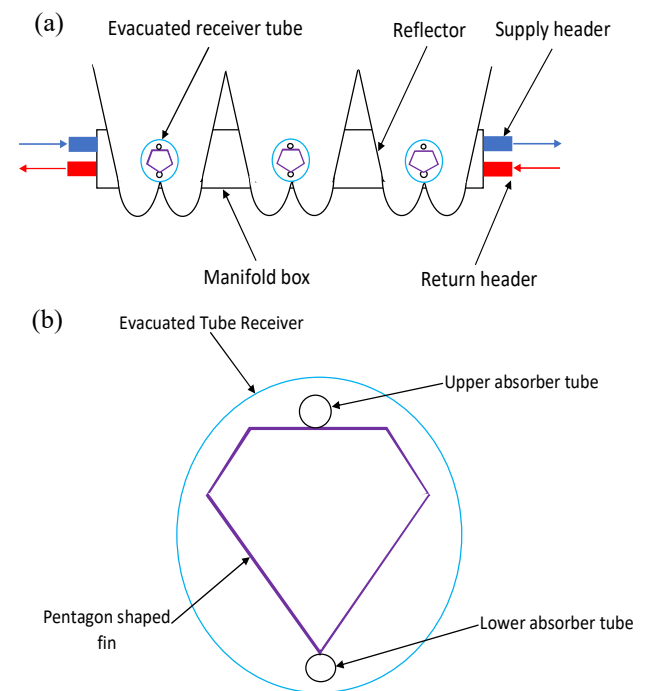 (a)
Evacuated receiver tube
Reflector
Supply header
Manifold box
Return header
(b)
Evacuated Tube Receiver
Upper absorber tube
Pentagon shaped
fin
Lower absorber tube